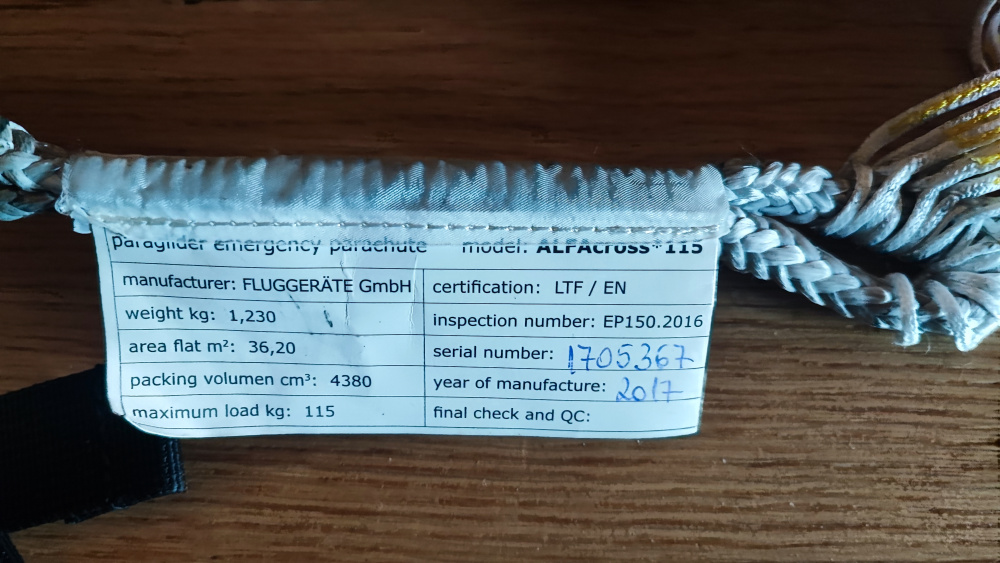 paraglider emergency parachute model: ALFAcross*115
manufacturer: FLUGGERÄTE GmbH certification: LTF / EN
weight kg: 1,230 inspection number: EP150.2016
area flat m²: 36,20 serial number: 1705367
packing volumen cm³: 4380 year of manufacture: 2017
maximum load kg: 115 final check and QC: